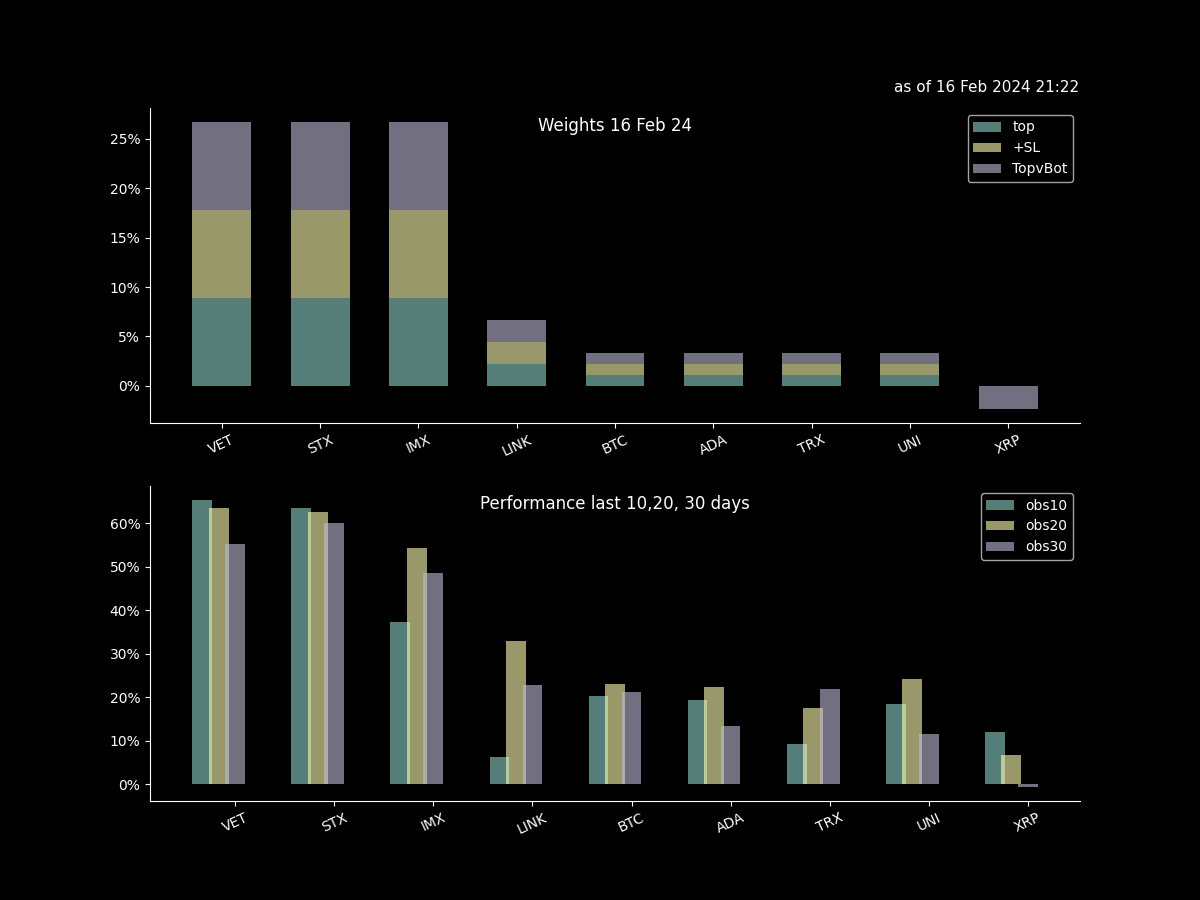 as of 16 Feb 2024 21:22
Weights 16 Feb 24
top
+SL
TopvBot
25%
20%
15%
10%
5%
0%
VET STX IMX LINK BTC ADA TRX UNI XRP
Performance last 10,20, 30 days
obs10
obs20
obs30
60%
50%
40%
30%
20%
10%
0%
VET STX IMX LINK BTC ADA TRX UNI XRP